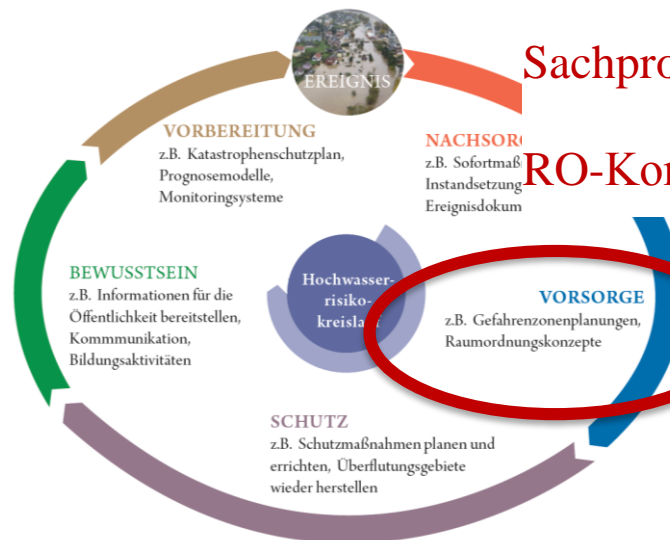 EREIGNIS
Sachpro
RO-Kon
VORBEREITUNG
z.B. Katastrophenschutzplan,
Prognosemodelle,
Monitoringsysteme
NACHSORG
z.B. Sofortmaß
Instandsetzung
Ereignisdokum
BEWUSSTSEIN
z.B. Informationen für die
Öffentlichkeit bereitstellen,
Kommmunikation,
Bildungsaktivitäten
Hochwasser-
risiko-
kreislauf
VORSORGE
z.B. Gefahrenzonenplanungen,
Raumordnungskonzepte
SCHUTZ
z.B. Schutzmaßnahmen planen und
errichten, Überflutungsgebiete
wieder herstellen